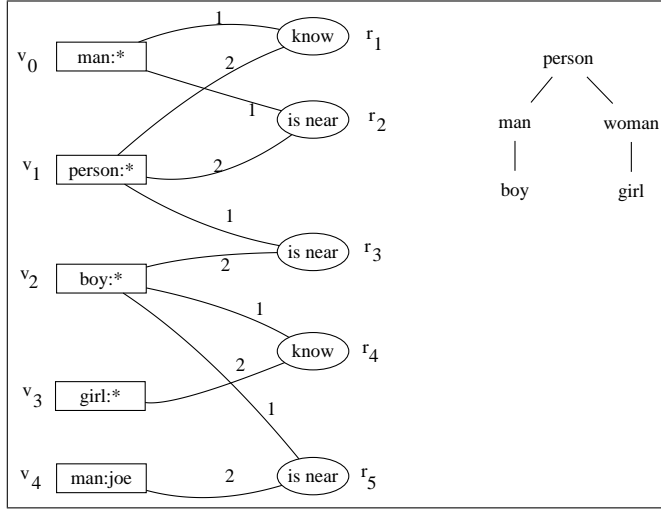 1
know
r1
v0
man:*
2
person
1
is near
r2
man
woman
v1
person:*
2
boy
girl
1
is near
r3
v2
boy:*
2
1
know
r4
2
v3
girl:*
1
v4
man:joe
2
is near
r5